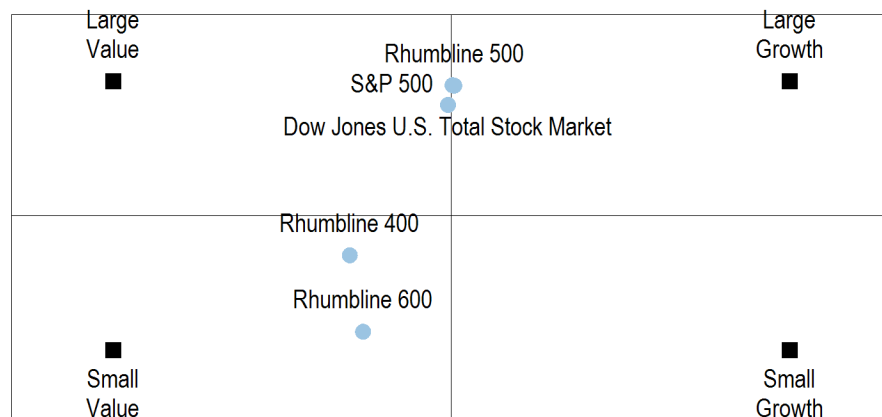 Large
Value
Large
Growth
Rhumbline 500
S&P 500
Dow Jones U.S. Total Stock Market
Rhumbline 400
Rhumbline 600
Small
Value
Small
Growth